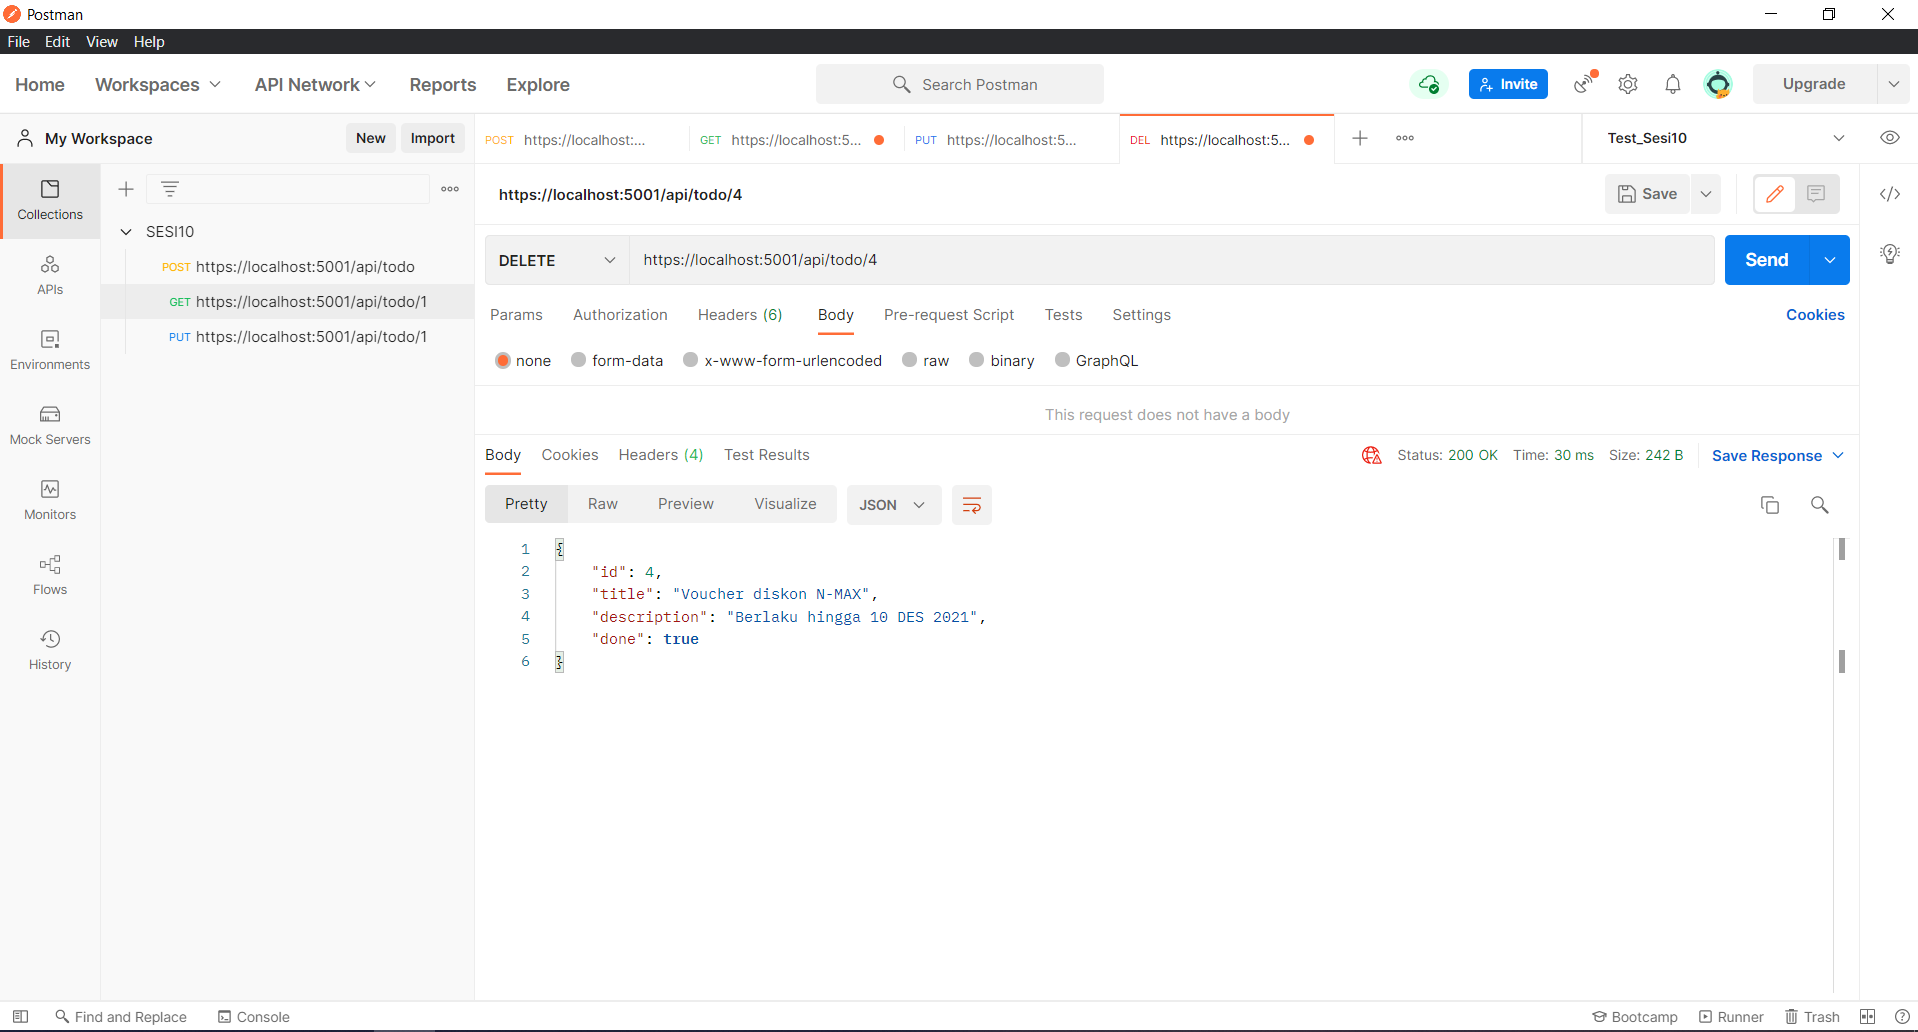 Postman
File Edit View Help
Home Workspaces API Network Reports Explore Search Postman Invite Upgrade
My Workspace New Import POST https://localhost:... GET https://localhost:5... PUT https://localhost:5... DEL https://localhost:5... Test_Sesi10
Collections
APIs
Environments
Mock Servers
Monitors
Flows
History
SESI10
POST https://localhost:5001/api/todo
GET https://localhost:5001/api/todo/1
PUT https://localhost:5001/api/todo/1
https://localhost:5001/api/todo/4 Save
DELETE https://localhost:5001/api/todo/4 Send
Params Authorization Headers (6) Body Pre-request Script Tests Settings Cookies
none form-data x-www-form-urlencoded raw binary GraphQL
This request does not have a body
Body Cookies Headers (4) Test Results Status: 200 OK Time: 30 ms Size: 242 B Save Response
Pretty Raw Preview Visualize JSON
1 {
2 "id": 4,
3 "title": "Voucher diskon N-MAX",
4 "description": "Berlaku hingga 10 DES 2021",
5 "done": true
6 }
Find and Replace Console Bootcamp Runner Trash